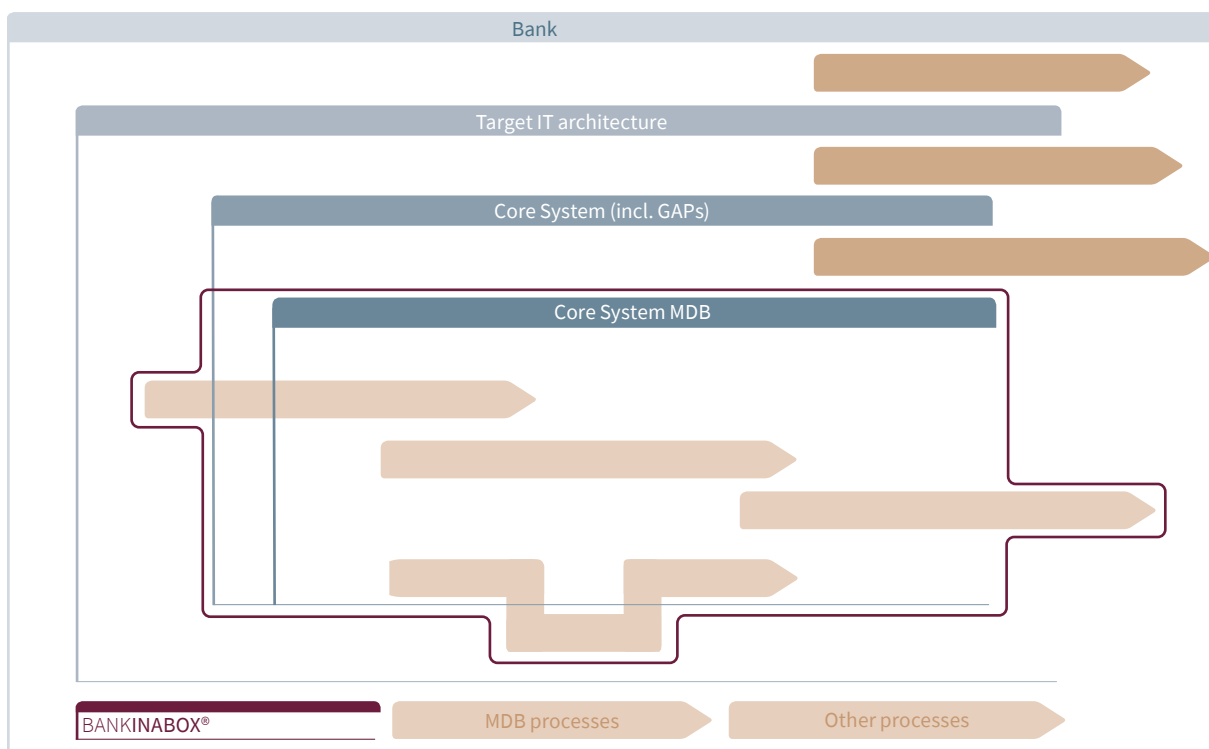 Bank
Target IT architecture
Core System (incl. GAPs)
Core System MDB
BANKINABOX®
MDB processes
Other processes